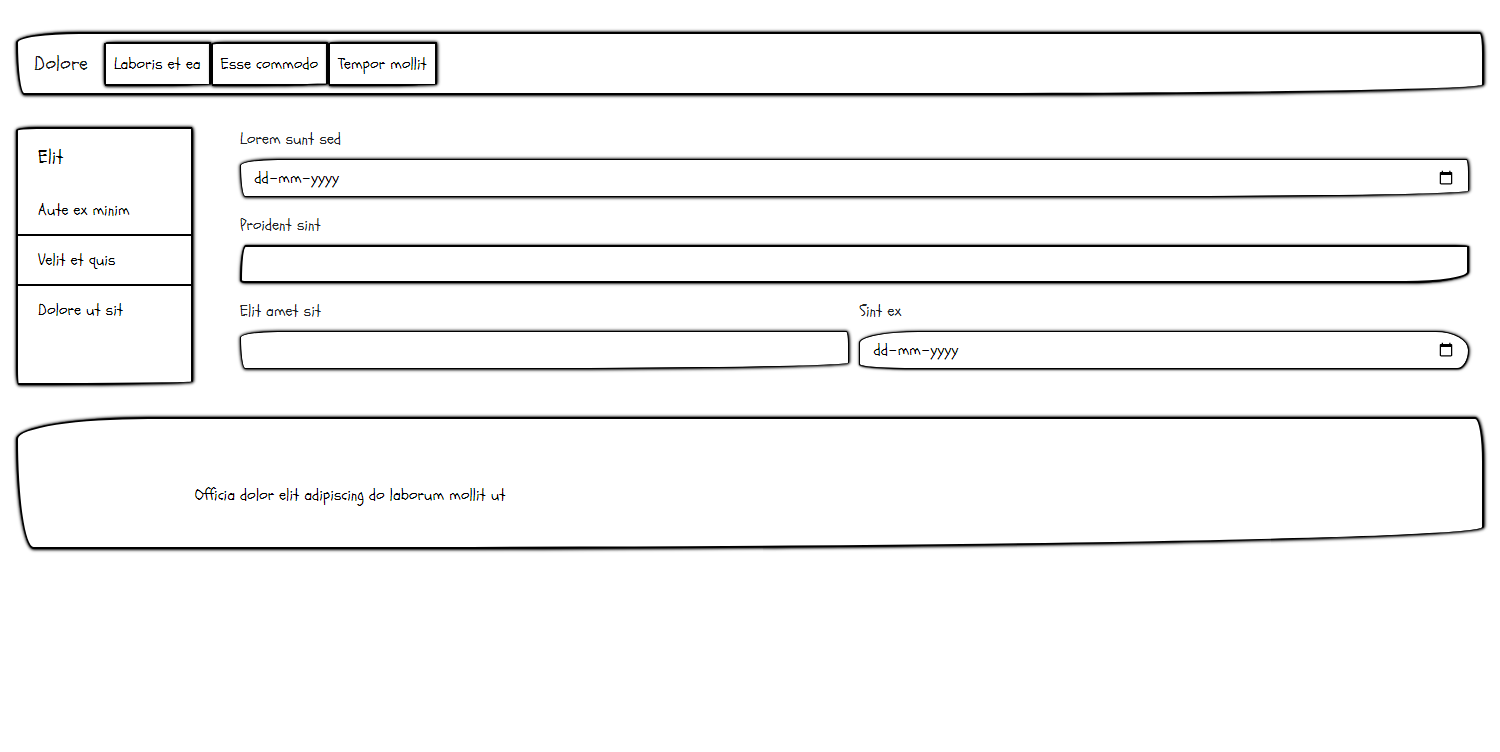 Dolore Laboris et ea Esse commodo Tempor mollit
Elit
Aute ex minim
Velit et quis
Dolore ut sit
Lorem sunt sed
dd-mm-yyyy
Proident sint
Elit amet sit
Sint ex
dd-mm-yyyy
Officia dolor elit adipiscing do laborum mollit ut